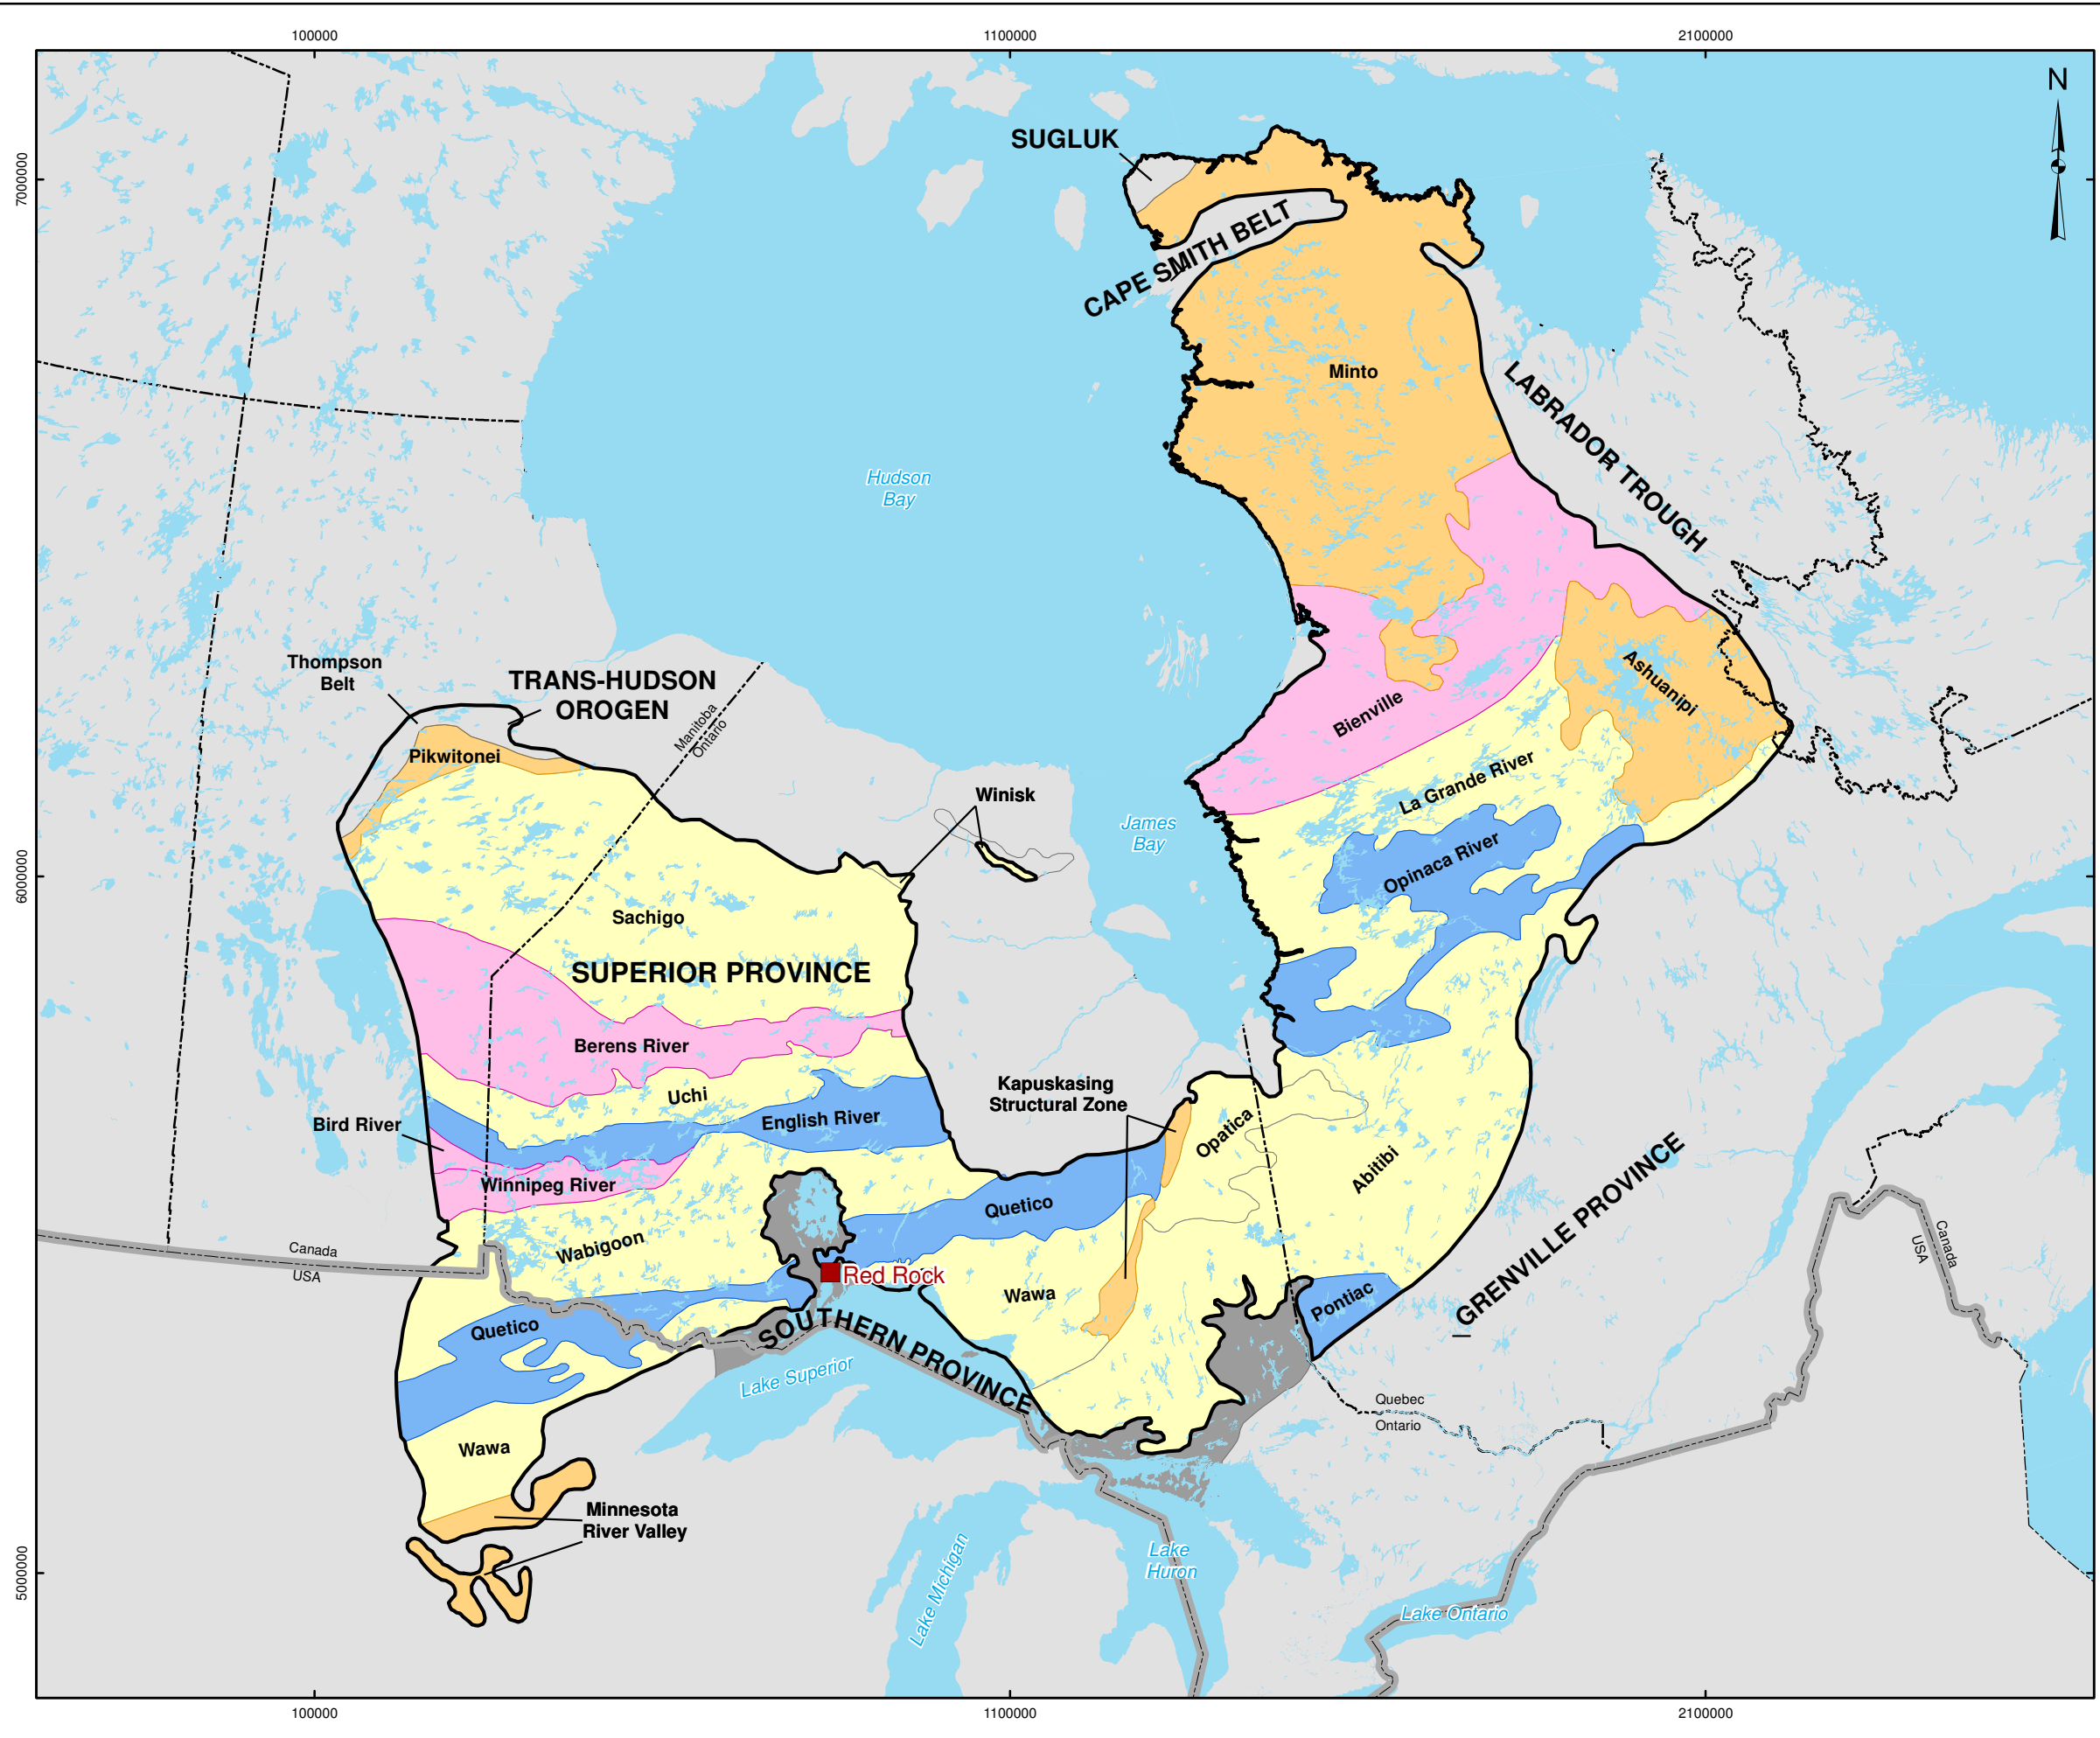 100000
1100000
2100000
N
7000000
6000000
5000000
SUGLUK
CAPE SMITH BELT
Minto
LABRADOR TROUGH
Hudson
Bay
Thompson
Belt
TRANS-HUDSON
OROGEN
Manitoba
Ontario
Ashuanipi
Bienville
Pikwitonei
La Grande River
Winisk
James
Bay
Opinaca River
Sachigo
SUPERIOR PROVINCE
Berens River
Uchi
Kapuskasing
Structural Zone
English River
Bird River
Opatica
Abitibi
Winnipeg River
Quetico
GRENVILLE PROVINCE
Wabigoon
Canada
USA
Canada
USA
Red Rock
Wawa
Pontiac
Quetico
SOUTHERN PROVINCE
Lake Superior
Quebec
Ontario
Wawa
Minnesota
River Valley
Lake Michigan
Lake
Huron
Lake Ontario
100000
1100000
2100000